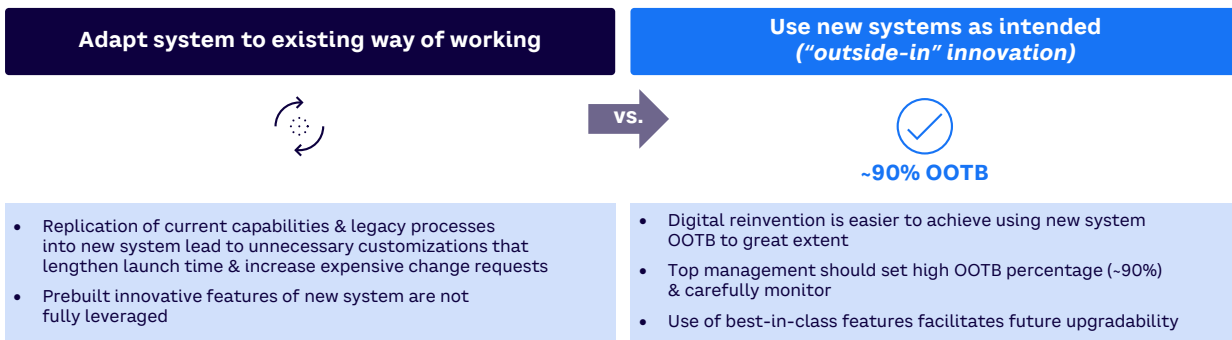 Adapt system to existing way of working
vs.
Use new systems as intended
(“outside-in” innovation)
~90% OOTB
• Replication of current capabilities & legacy processes
into new system lead to unnecessary customizations that
lengthen launch time & increase expensive change requests
• Prebuilt innovative features of new system are not
fully leveraged
• Digital reinvention is easier to achieve using new system
OOTB to great extent
• Top management should set high OOTB percentage (~90%)
& carefully monitor
• Use of best-in-class features facilitates future upgradability